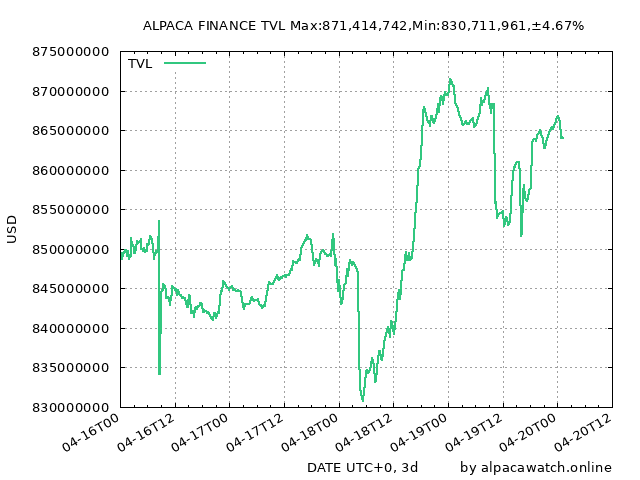 ALPACA FINANCE TVL Max:871,414,742,Min:830,711,961,±4.67%
875000000
TVL
870000000
865000000
860000000
855000000
850000000
845000000
840000000
835000000
830000000
USD
04-16T00
04-16T12
04-17T00
04-17T12
04-18T00
04-18T12
04-19T00
04-19T12
04-20T00
04-20T12
DATE UTC+0, 3d
by alpacawatch.online